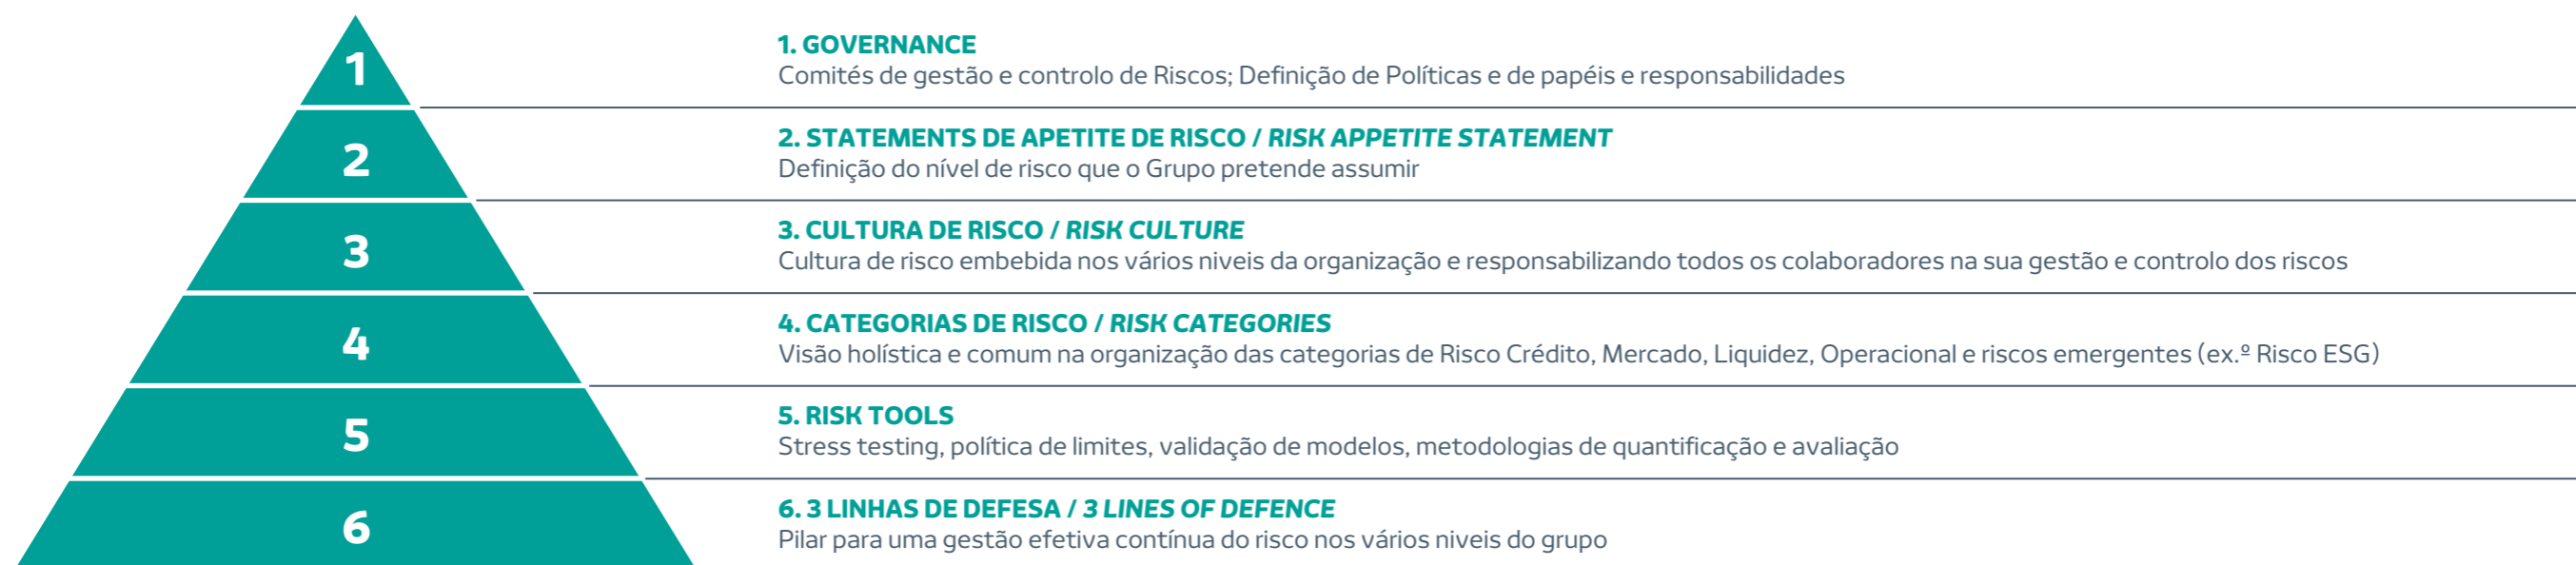 1
1. GOVERNANCE
Comités de gestão e controlo de Riscos; Definição de Políticas e de papéis e responsabilidades
2
2. STATEMENTS DE APETITE DE RISCO / RISK APPETITE STATEMENT
Definição do nível de risco que o Grupo pretende assumir
3
3. CULTURA DE RISCO / RISK CULTURE
Cultura de risco embebida nos vários niveis da organização e responsabilizando todos os colaboradores na sua gestão e controlo dos riscos
4
4. CATEGORIAS DE RISCO / RISK CATEGORIES
Visão holística e comum na organização das categorias de Risco Crédito, Mercado, Liquidez, Operacional e riscos emergentes (ex.º Risco ESG)
5
5. RISK TOOLS
Stress testing, política de limites, validação de modelos, metodologias de quantificação e avaliação
6
6. 3 LINHAS DE DEFESA / 3 LINES OF DEFENCE
Pilar para uma gestão efetiva contínua do risco nos vários niveis do grupo